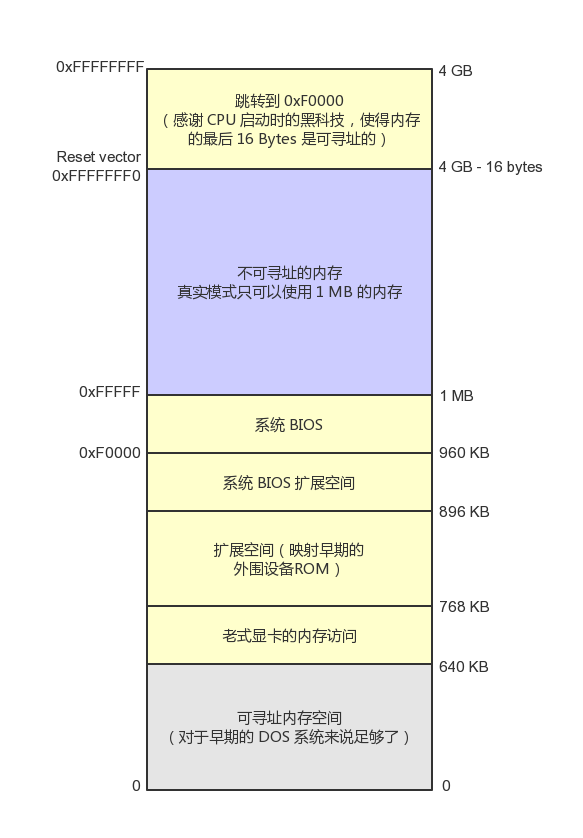 0xFFFFFFFF
4 GB
跳转到 0xF0000
（感谢 CPU 启动时的黑科技，使得内存
的最后 16 Bytes 是可寻址的）
Reset vector
0xFFFFFFF0
4 GB - 16 bytes
不可寻址的内存
真实模式只可以使用 1 MB 的内存
0xFFFFF
1 MB
系统 BIOS
0xF0000
960 KB
系统 BIOS 扩展空间
896 KB
扩展空间（映射早期的
外围设备ROM）
768 KB
老式显卡的内存访问
640 KB
可寻址内存空间
（对于早期的 DOS 系统来说足够了）
0
0